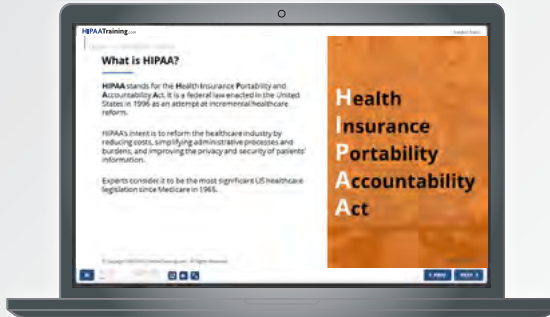 HIPAATraining.com
What is HIPAA?
HIPAA stands for the Health Insurance Portability and
Accountability Act. It is a federal law enacted in the United
States in 1996 as an attempt at incremental healthcare
reform.
HIPAA's intent is to reform the healthcare industry by
reducing costs, simplifying administrative processes and
burdens, and improving the privacy and security of patients'
information.
Experts consider it to be the most significant US healthcare
legislation since Medicare in 1965.
Health
Insurance
Portability
Accountability
Act
PREV
NEXT